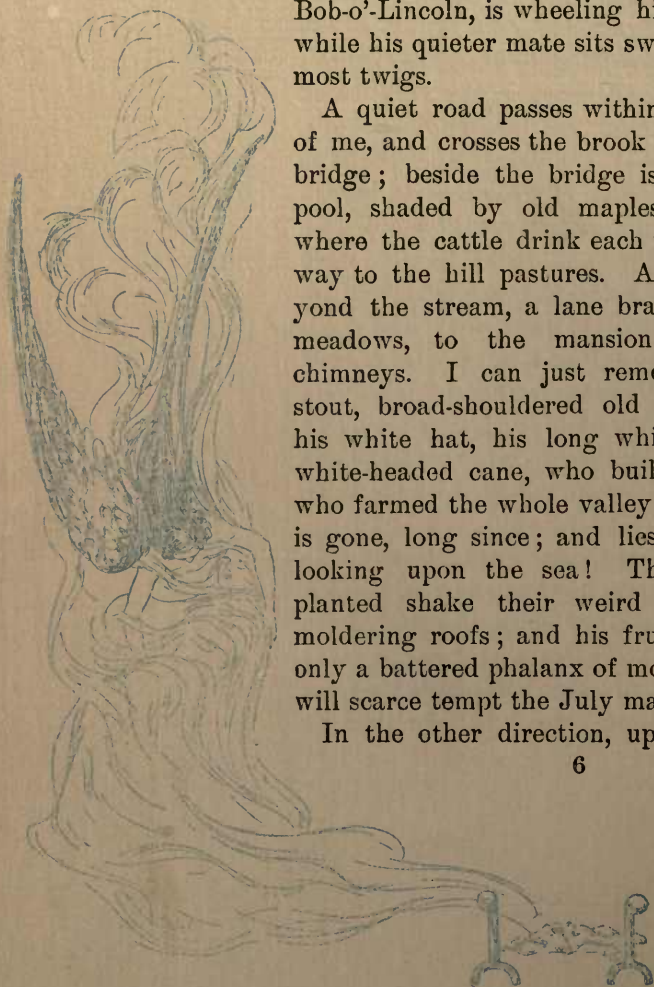 Bob-o'-Lincoln, is wheeling hi
while his quieter mate sits sw
most twigs.
A quiet road passes within
of me, and crosses the brook
bridge; beside the bridge is
pool, shaded by old maples
where the cattle drink each
way to the hill pastures. A
yond the stream, a lane bra
meadows, to the mansion
chimneys. I can just reme
stout, broad-shouldered old
his white hat, his long whi
white-headed cane, who buil
who farmed the whole valley
is gone, long since; and lies
looking upon the sea! Th
planted shake their weird
moldering roofs; and his fru
only a battered phalanx of mo
will scarce tempt the July ma
In the other direction, up
6